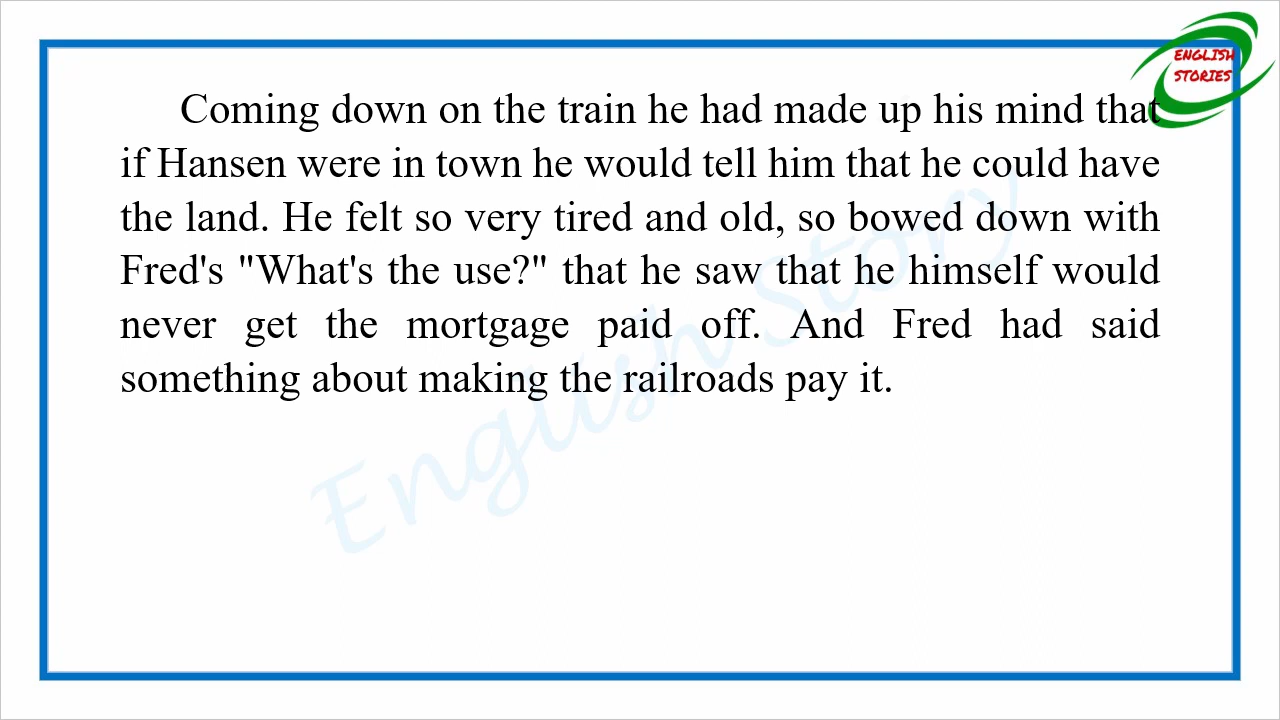 ENGLISH
STORIES
Coming down on the train he had made up his mind that
if Hansen were in town he would tell him that he could have
the land. He felt so very tired and old, so bowed down with
Fred's "What's the use?" that he saw that he himself would
never get the mortgage paid off. And Fred had said
something about making the railroads pay it.
English Story